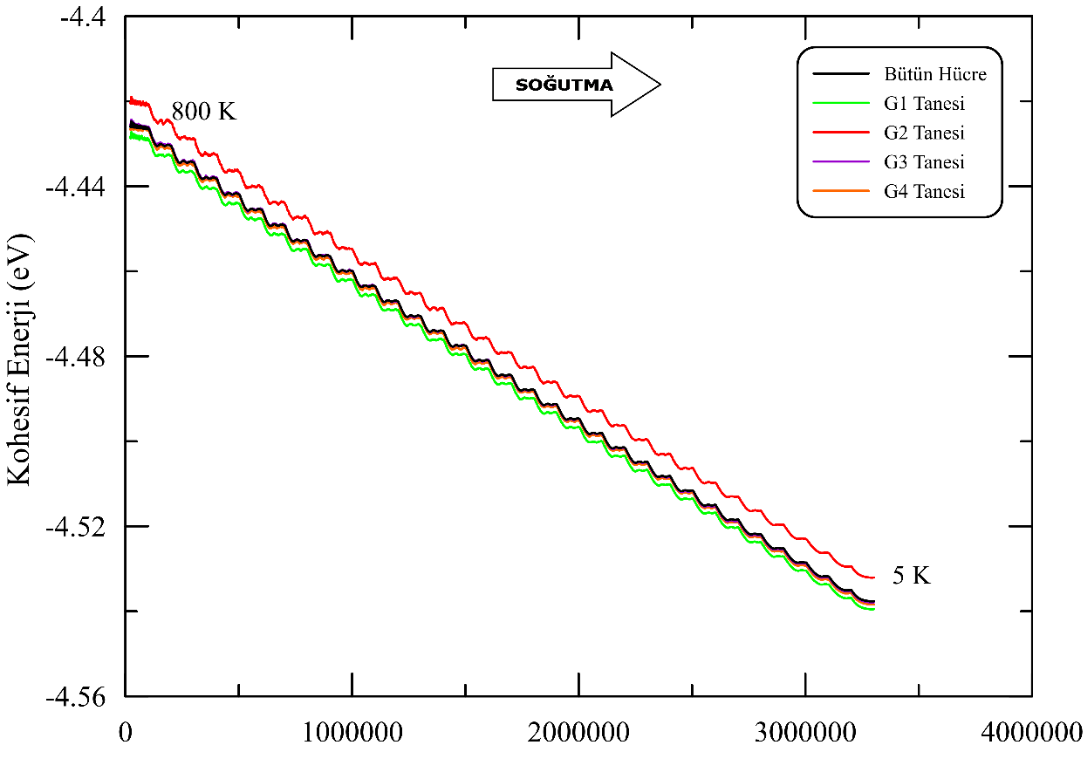 -4.4
-4.44
-4.48
-4.52
-4.56
Kohesif Enerji (eV)
800 K
SOĞUTMA
Bütün Hücre
G1 Tanesi
G2 Tanesi
G3 Tanesi
G4 Tanesi
5 K
0
1000000
2000000
3000000
4000000